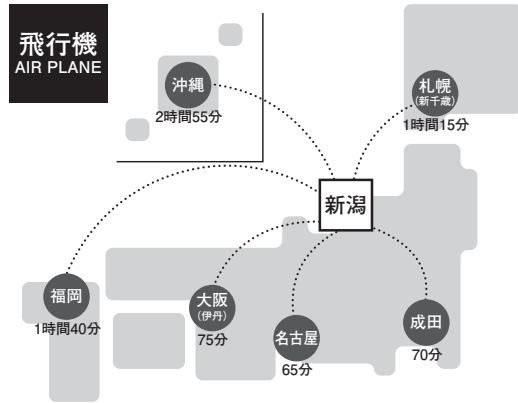 飛行機
AIR PLANE
沖縄
2時間55分
札幌
(新千歳)
1時間15分
新潟
福岡
1時間40分
大阪
(伊丹)
75分
名古屋
65分
成田
70分